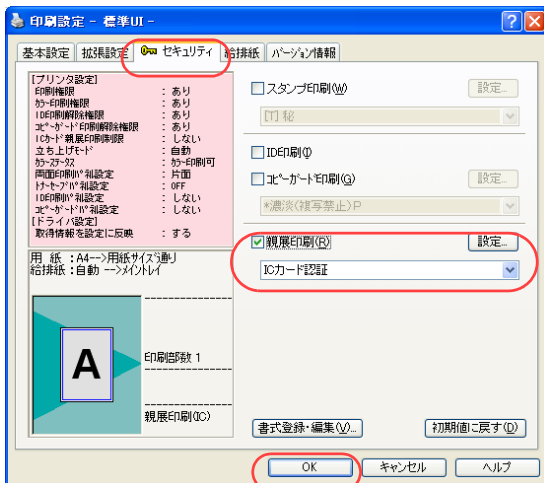 印刷設定 - 標準UI -
基本設定 拡張設定 セキュリティ 給排紙 バージョン情報
[プリンタ設定]
印刷権限 : あり
カラー印刷権限 : あり
ID印刷解除権限 : あり
コピーガード印刷解除権限 : あり
ICカード親展印刷制限 : しない
立ち上げモード : 自動
カラーステータス : カラー印刷可
両面印刷パネル設定 : 片面
トナーセーブパネル設定 : OFF
ID印刷パネル設定 : しない
コピーガードパネル設定 : しない
[ドライバ設定]
取得情報を設定に反映 : する
用 紙 : A4-->用紙サイズ通り
給排紙 : 自動 -->メイントレイ
A
印刷部数 1
親展印刷(IC)
スタンプ印刷(W) 設定...
[T] 秘
ID印刷(I)
コピーガード印刷(G) 設定...
*濃淡(複写禁止)P
親展印刷(R) 設定...
ICカード認証
書式登録・編集(V)... 初期値に戻す(D)
OK キャンセル ヘルプ